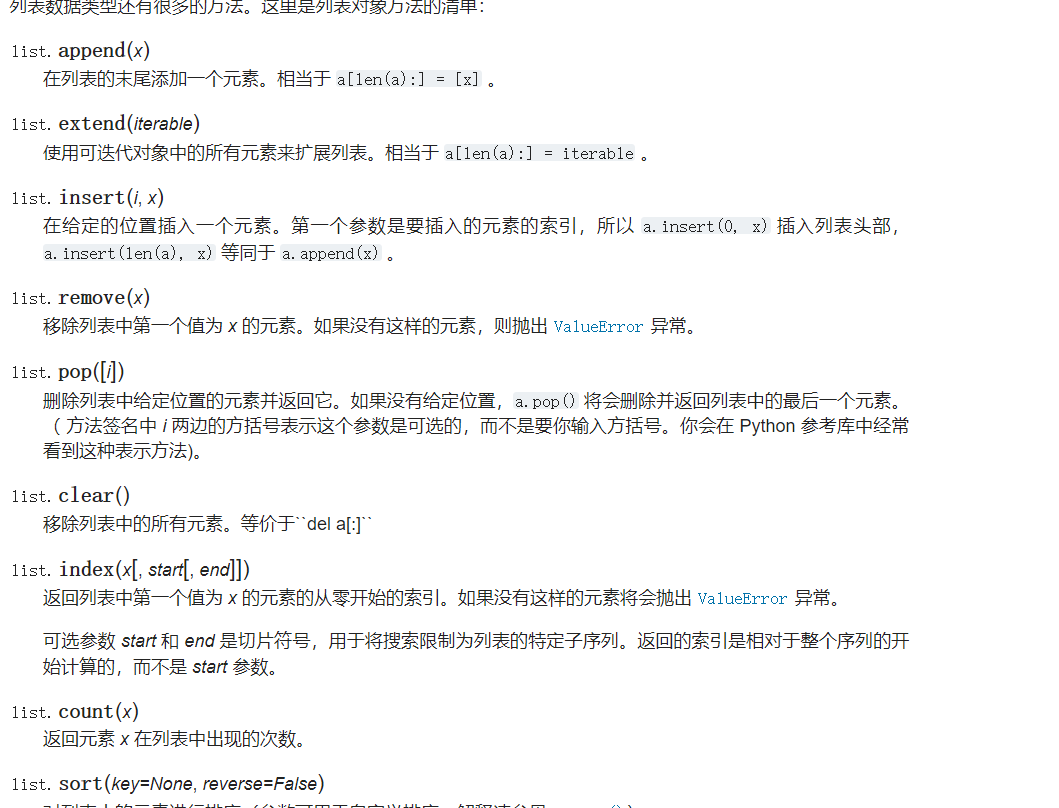 列表数据类型还有很多的方法。这里是列表对象方法的清单：
list.append(x)
在列表的末尾添加一个元素。相当于 a[len(a):] = [x] 。
list.extend(iterable)
使用可迭代对象中的所有元素来扩展列表。相当于 a[len(a):] = iterable 。
list.insert(i, x)
在给定的位置插入一个元素。第一个参数是要插入的元素的索引，所以 a.insert(0, x) 插入列表头部，
a.insert(len(a), x) 等同于 a.append(x) 。
list.remove(x)
移除列表中第一个值为 x 的元素。如果没有这样的元素，则抛出 ValueError 异常。
list.pop([i])
删除列表中给定位置的元素并返回它。如果没有给定位置，a.pop() 将会删除并返回列表中的最后一个元素。
（ 方法签名中 i 两边的方括号表示这个参数是可选的，而不是要你输入方括号。你会在 Python 参考库中经常
看到这种表示方法)。
list.clear()
移除列表中的所有元素。等价于``del a[:]``
list.index(x[, start[, end]])
返回列表中第一个值为 x 的元素的从零开始的索引。如果没有这样的元素将会抛出 ValueError 异常。
可选参数 start 和 end 是切片符号，用于将搜索限制为列表的特定子序列。返回的索引是相对于整个序列的开
始计算的，而不是 start 参数。
list.count(x)
返回元素 x 在列表中出现的次数。
list.sort(key=None, reverse=False)